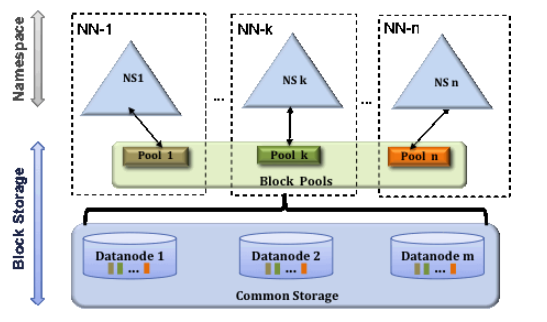 NN-1 NN-k NN-n
Namespace
NS1 ... NS k ... NS n
Pool 1 Pool k Pool n
Block Pools
Block Storage
Datanode 1 Datanode 2 Datanode m
... ... ...
Common Storage